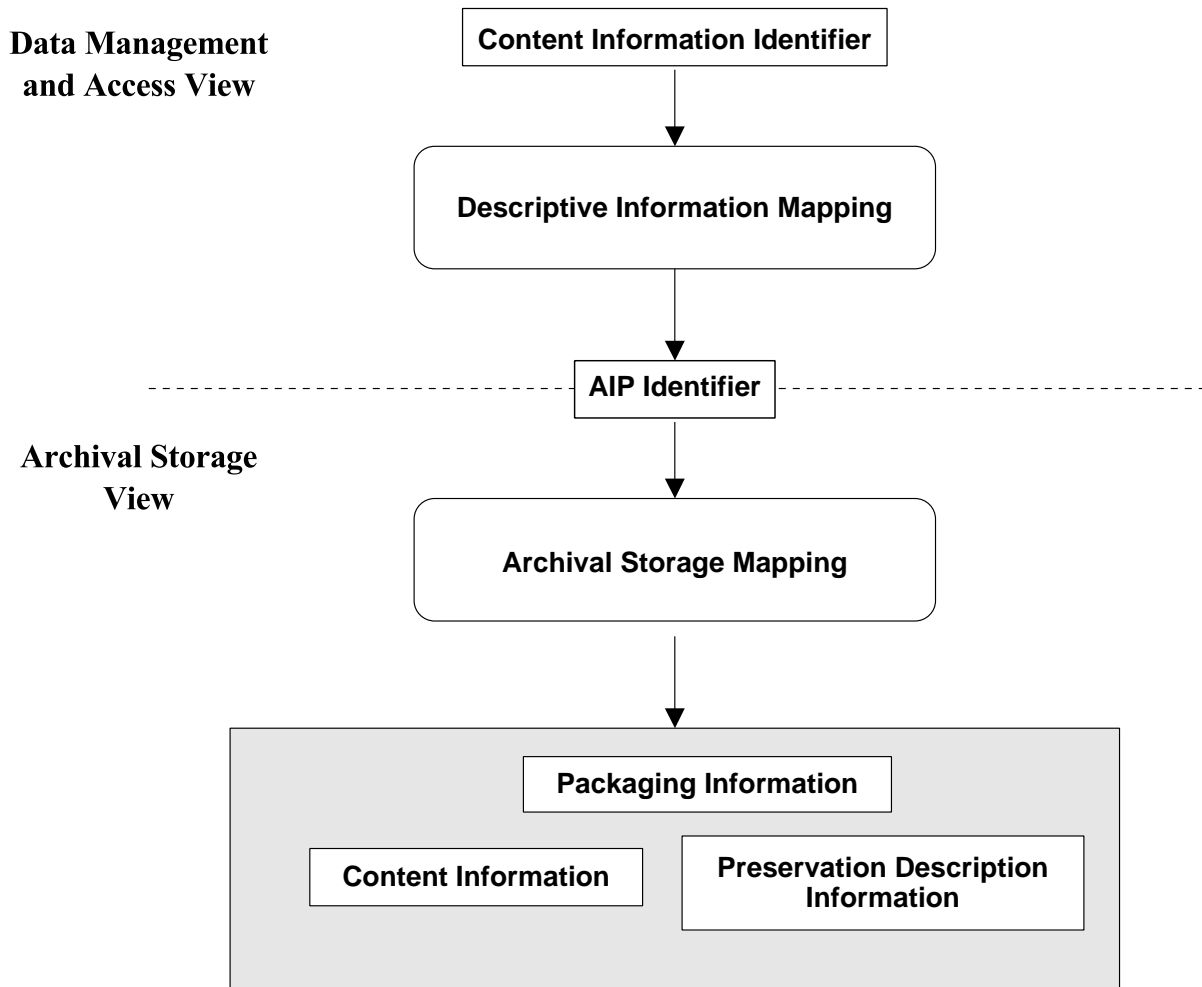 Data Management
and Access View
Content Information Identifier
Descriptive Information Mapping
AIP Identifier
Archival Storage
View
Archival Storage Mapping
Packaging Information
Content Information
Preservation Description
Information